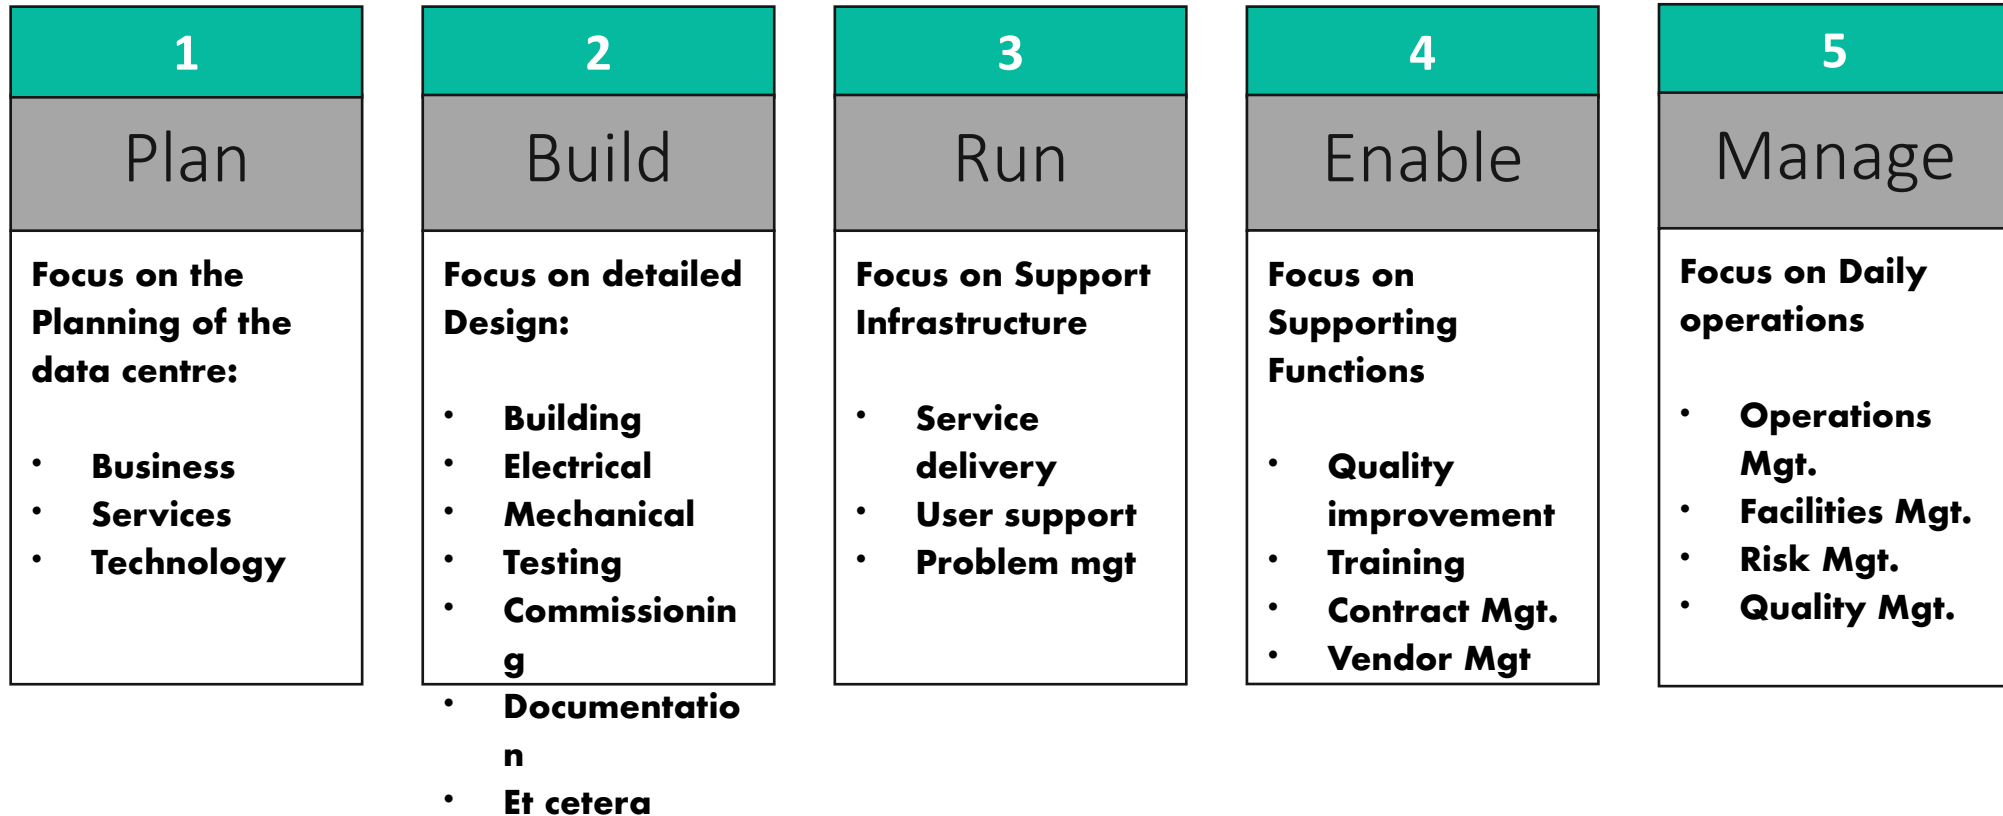 1
Plan
Focus on the
Planning of the
data centre:
• Business
• Services
• Technology
2
Build
Focus on detailed
Design:
• Building
• Electrical
• Mechanical
• Testing
• Commissionin
g
• Documentatio
n
• Et cetera
3
Run
Focus on Support
Infrastructure
• Service
delivery
• User support
• Problem mgt
4
Enable
Focus on
Supporting
Functions
• Quality
improvement
• Training
• Contract Mgt.
• Vendor Mgt
5
Manage
Focus on Daily
operations
• Operations
Mgt.
• Facilities Mgt.
• Risk Mgt.
• Quality Mgt.